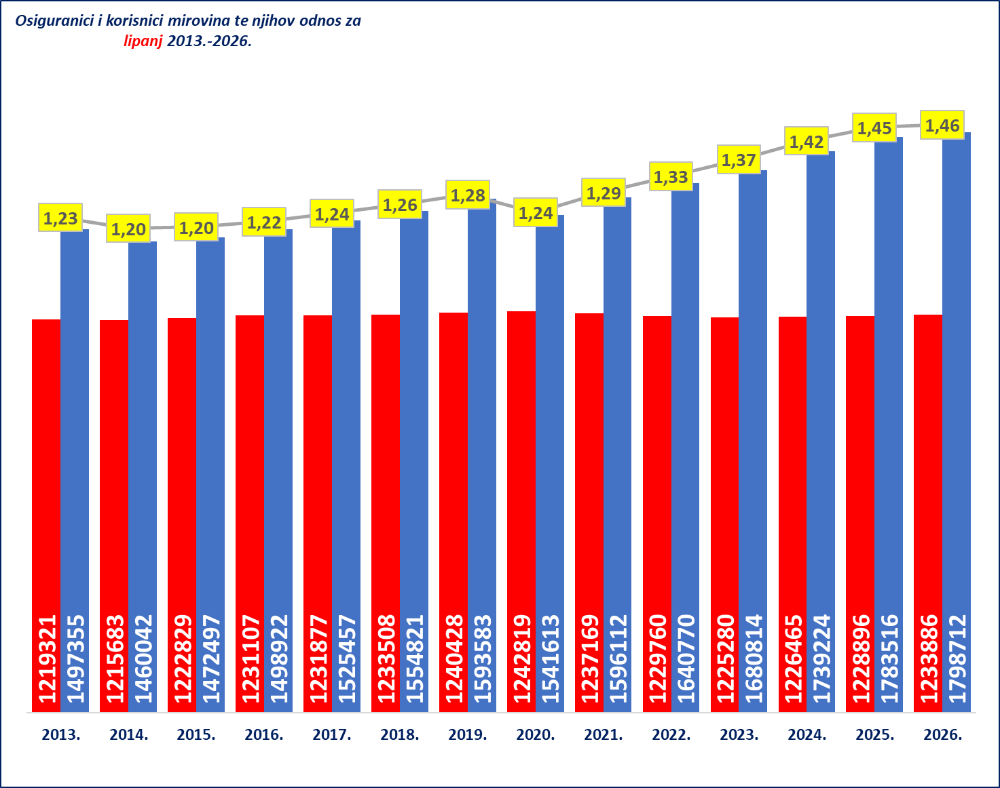 Osiguranici i korisnici mirovina te njihov odnos za
lipanj 2013.-2026.
1,23 1,20 1,20 1,22 1,24 1,26 1,28 1,24 1,29 1,33 1,37 1,42 1,45 1,46
1219321 1497355 1215683 1460042 1222829 1472497 1231107 1498922 1231877 1525457 1233508 1554821 1240428 1593583 1242819 1541613 1237169 1596112 1229760 1640770 1225280 1680814 1226465 1739224 1228896 1783516 1233886 1798712
2013. 2014. 2015. 2016. 2017. 2018. 2019. 2020. 2021. 2022. 2023. 2024. 2025. 2026.